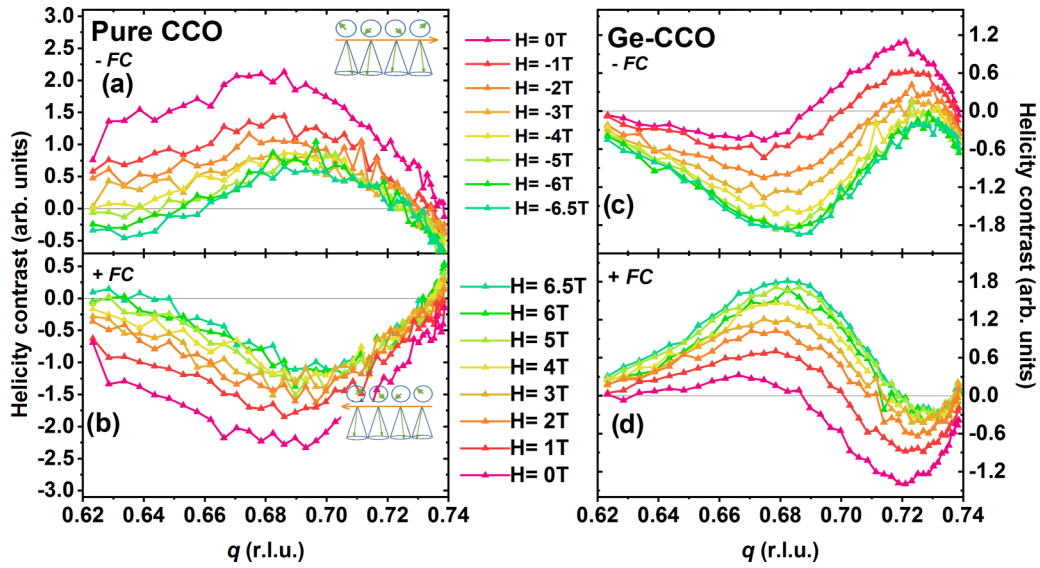 Pure CCO
- FC
(a)
3.0
2.5
2.0
1.5
1.0
0.5
0.0
-0.5
Helicity contrast (arb. units)
+ FC
(b)
0.5
0.0
-0.5
-1.0
-1.5
-2.0
-2.5
-3.0
0.62 0.64 0.66 0.68 0.70 0.72 0.74
q (r.l.u.)
H= 0T
H= -1T
H= -2T
H= -3T
H= -4T
H= -5T
H= -6T
H= -6.5T
H= 6.5T
H= 6T
H= 5T
H= 4T
H= 3T
H= 2T
H= 1T
H= 0T
Ge-CCO
- FC
(c)
1.2
0.6
0.0
-0.6
-1.2
-1.8
Helicity contrast (arb. units)
+ FC
(d)
1.8
1.2
0.6
0.0
-0.6
-1.2
0.62 0.64 0.66 0.68 0.70 0.72 0.74
q (r.l.u.)